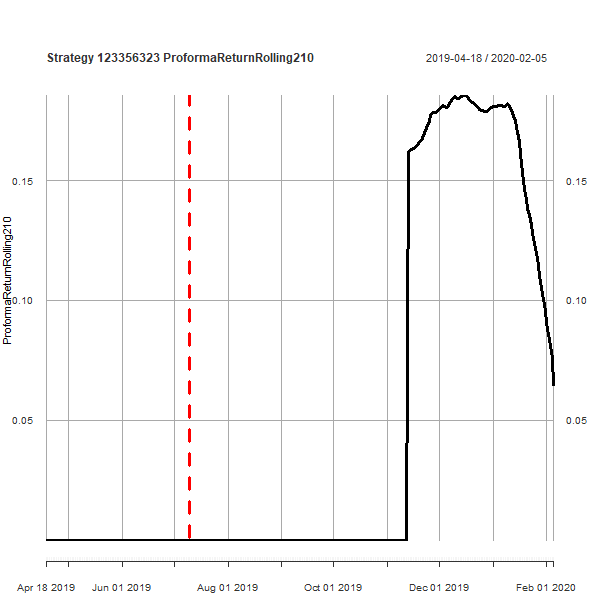 Strategy 123356323 ProformaReturnRolling210
2019-04-18 / 2020-02-05
ProformaReturnRolling210
0.15
0.10
0.05
0.15
0.10
0.05
Apr 18 2019
Jun 01 2019
Aug 01 2019
Oct 01 2019
Dec 01 2019
Feb 01 2020